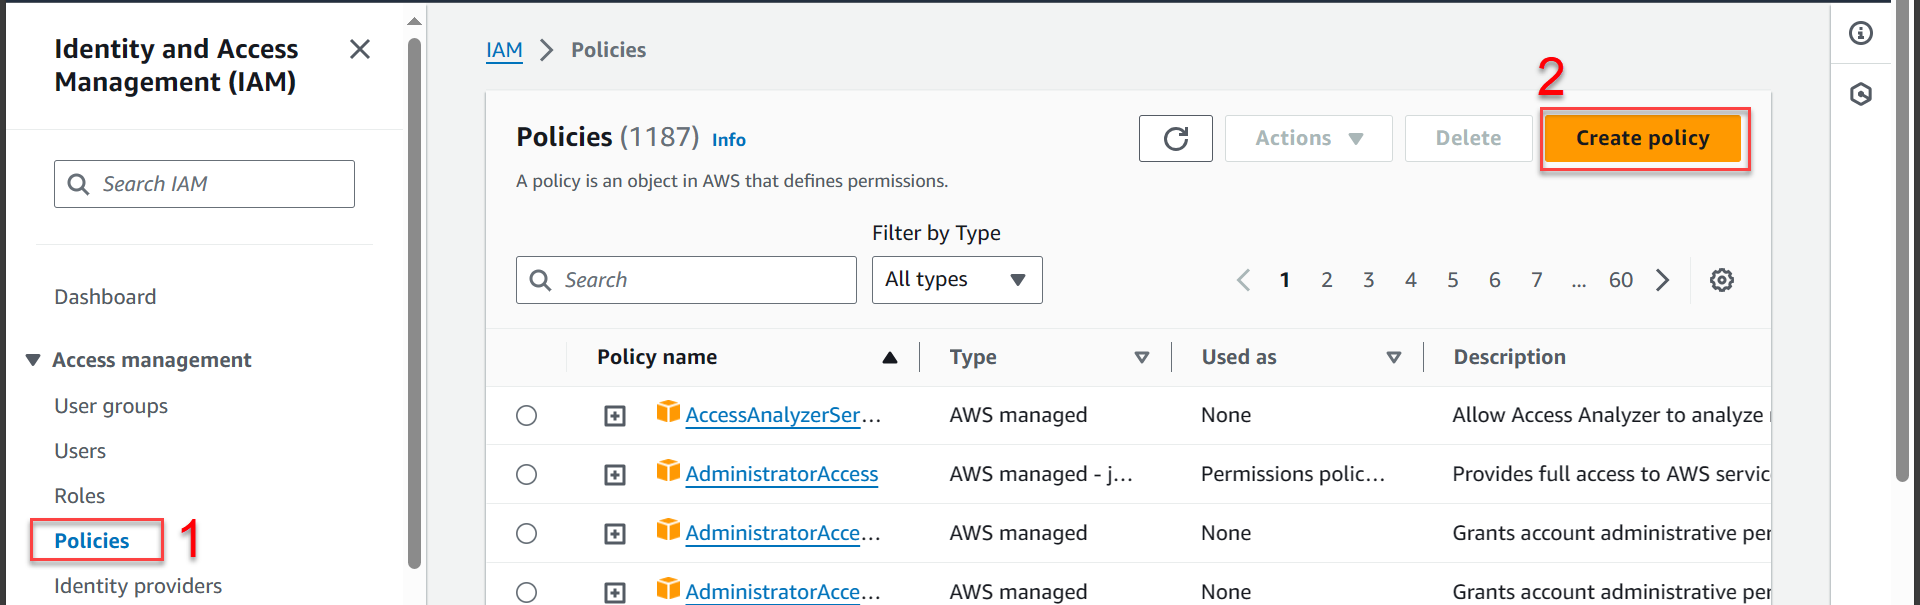 Identity and Access
Management (IAM)
Search IAM
Dashboard
Access management
User groups
Users
Roles
Policies 1
Identity providers
IAM > Policies
2
Policies (1187) Info
Actions
Delete
Create policy
A policy is an object in AWS that defines permissions.
Filter by Type
Search
All types
1 2 3 4 5 6 7 ... 60
Policy name Type Used as Description
AccessAnalyzerSer... AWS managed None Allow Access Analyzer to analyze
AdministratorAccess AWS managed - j... Permissions polic... Provides full access to AWS servic
AdministratorAcce... AWS managed None Grants account administrative per
AdministratorAcce... AWS managed None Grants account administrative per